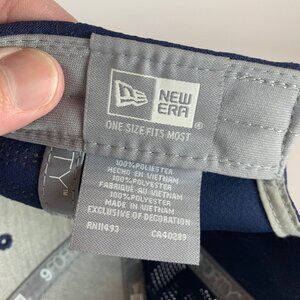 NEW
ERA
ONE SIZE FITS MOST ®
100% POLYESTER
HECHO EN VIETNAM
100% POLYESTER
FABRIQUÉ AU VIETNAM
100% POLYESTER
MADE IN VIETNAM
EXCLUSIVE OF DECORATION
RN11493 CA40289